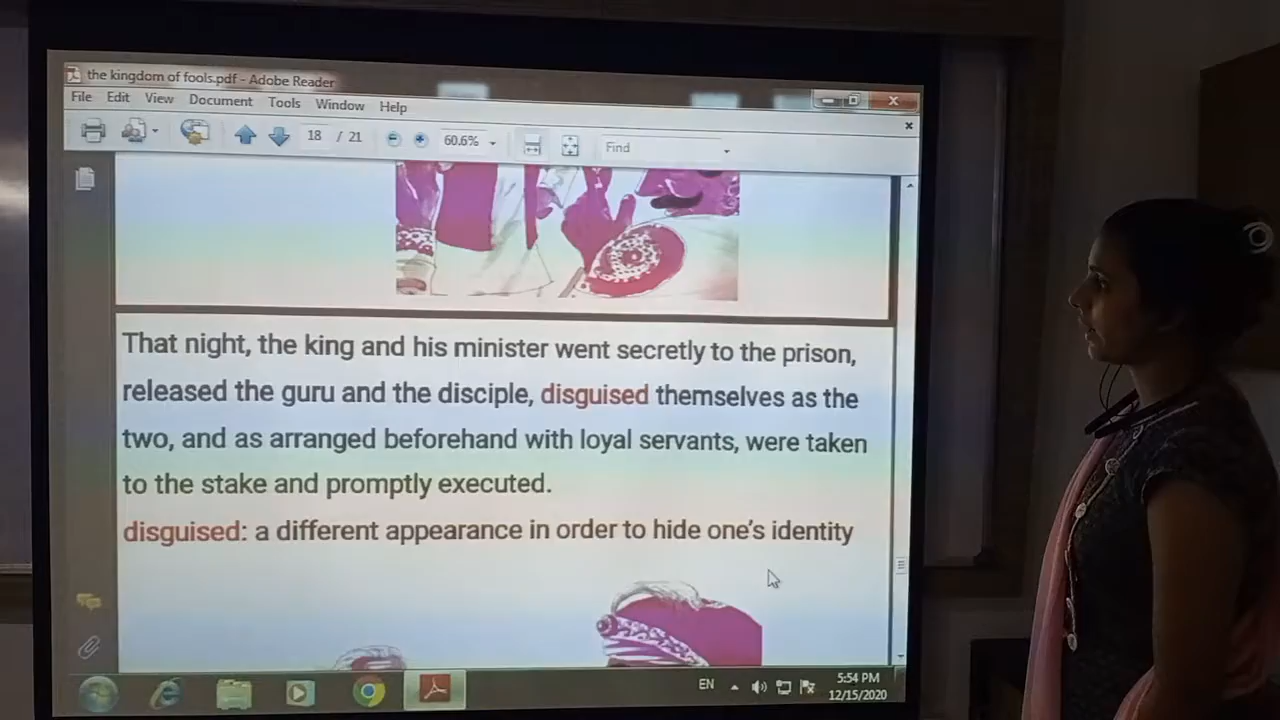 the kingdom of fools.pdf - Adobe Reader
File Edit View Document Tools Window Help
18 / 21 60.6% Find
That night, the king and his minister went secretly to the prison,
released the guru and the disciple, disguised themselves as the
two, and as arranged beforehand with loyal servants, were taken
to the stake and promptly executed.
disguised: a different appearance in order to hide one's identity
EN
5:54 PM
12/15/2020